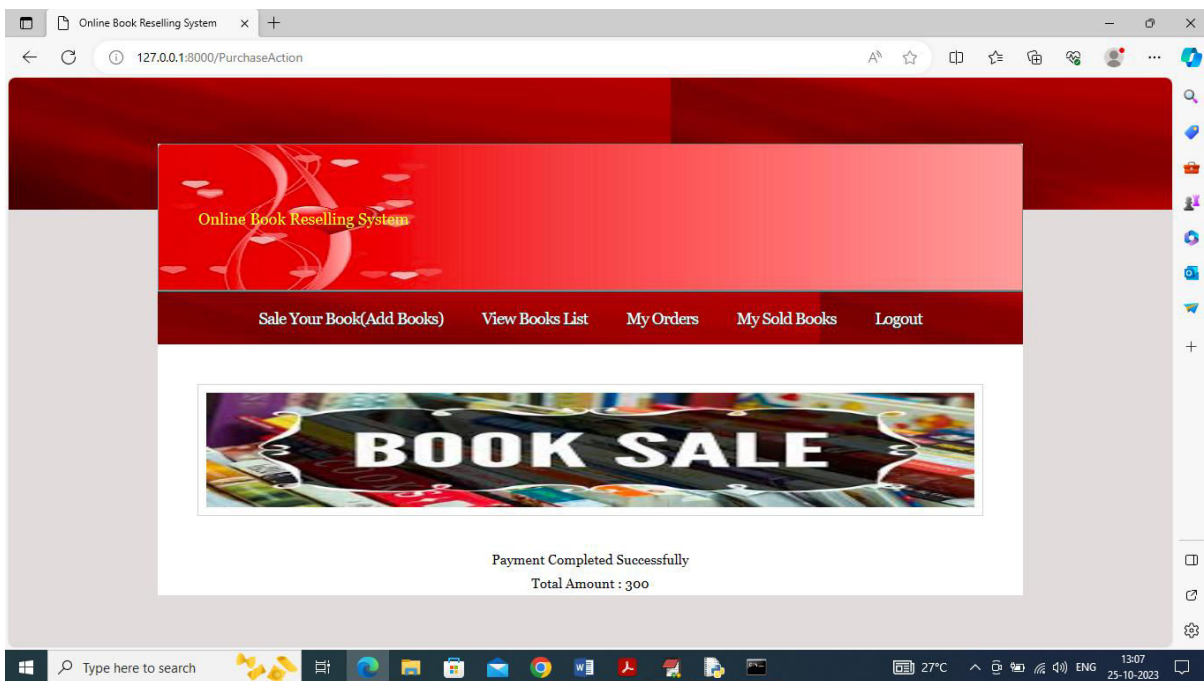 Online Book Reselling System
127.0.0.1:8000/PurchaseAction
Online Book Reselling System
Sale Your Book(Add Books) View Books List My Orders My Sold Books Logout
BOOK SALE
Payment Completed Successfully
Total Amount : 300
Type here to search 27°C ENG 13:07
25-10-2023